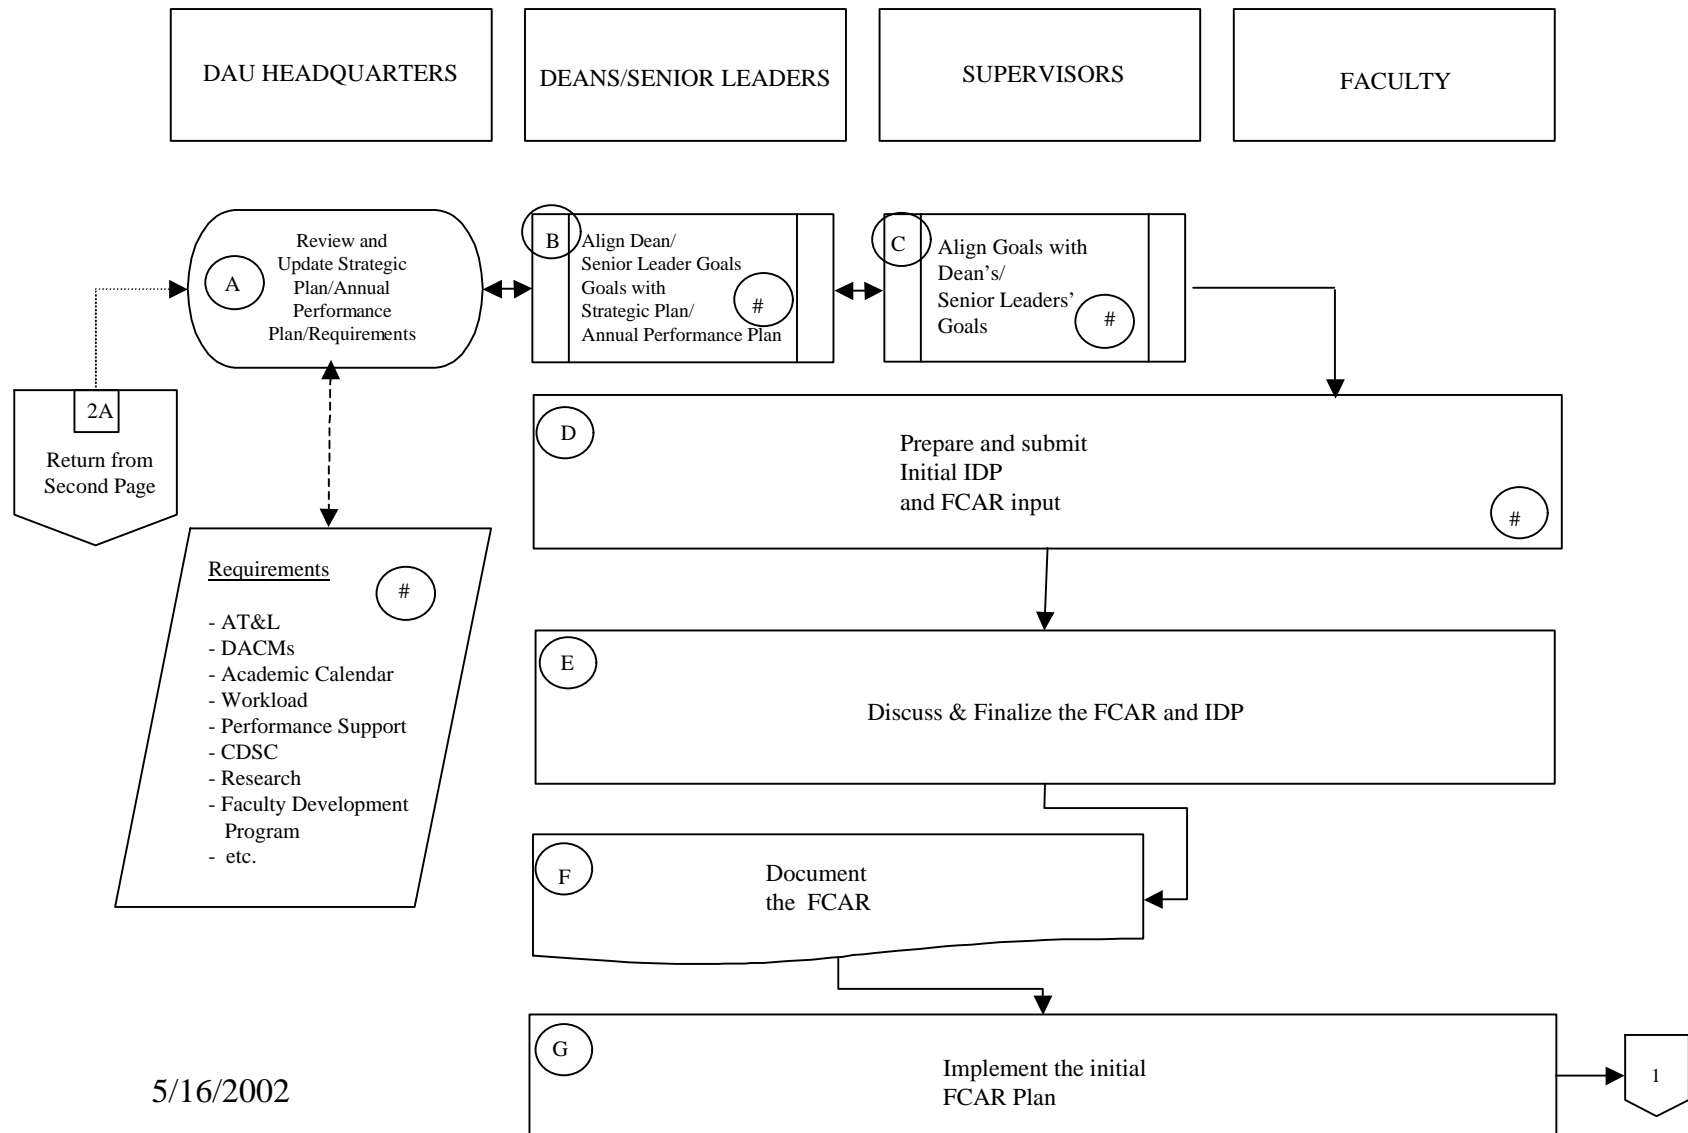 DAU HEADQUARTERS
DEANS/SENIOR LEADERS
SUPERVISORS
FACULTY
A
Review and
Update Strategic
Plan/Annual
Performance
Plan/Requirements
B
Align Dean/
Senior Leader Goals
Goals with
Strategic Plan/
Annual Performance Plan
#
C
Align Goals with
Dean's/
Senior Leaders'
Goals
#
2A
Return from
Second Page
D
Prepare and submit
Initial IDP
and FCAR input
#
Requirements
#
- AT&L
- DACMs
- Academic Calendar
- Workload
- Performance Support
- CDSC
- Research
- Faculty Development
Program
- etc.
E
Discuss & Finalize the FCAR and IDP
F
Document
the FCAR
G
Implement the initial
FCAR Plan
1
5/16/2002